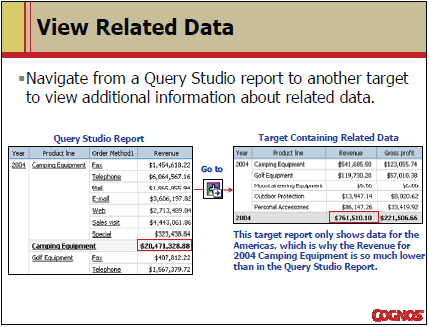 View Related Data
▪Navigate from a Query Studio report to another target
to view additional information about related data.
Query Studio Report
Year Product line Order Method1 Revenue
2004 Camping Equipment Fax $1,454,618.22
Telephone $6,064,567.16
Mail
E-mail $3,606,197.82
Web $2,713,489.04
Sales visit $4,443,061.86
Special $323,438.84
Camping Equipment $20,471,328.88
Golf Equipment Fax $407,812.22
Telephone $1,567,379.72
Go to
Target Containing Related Data
Year Product line Revenue Gross profit
2004 Camping Equipment $541,685.50 $123,055.74
Golf Equipment $119,730.20 $57,010.38
Mountaineering Equipment
Outdoor Protection $13,947.14 $8,020.62
Personal Accessories $86,147.26 $33,419.92
2004 $761,510.10 $221,506.66
This target report only shows data for the
Americas, which is why the Revenue for
2004 Camping Equipment is so much lower
than in the Query Studio Report.
COGNOS